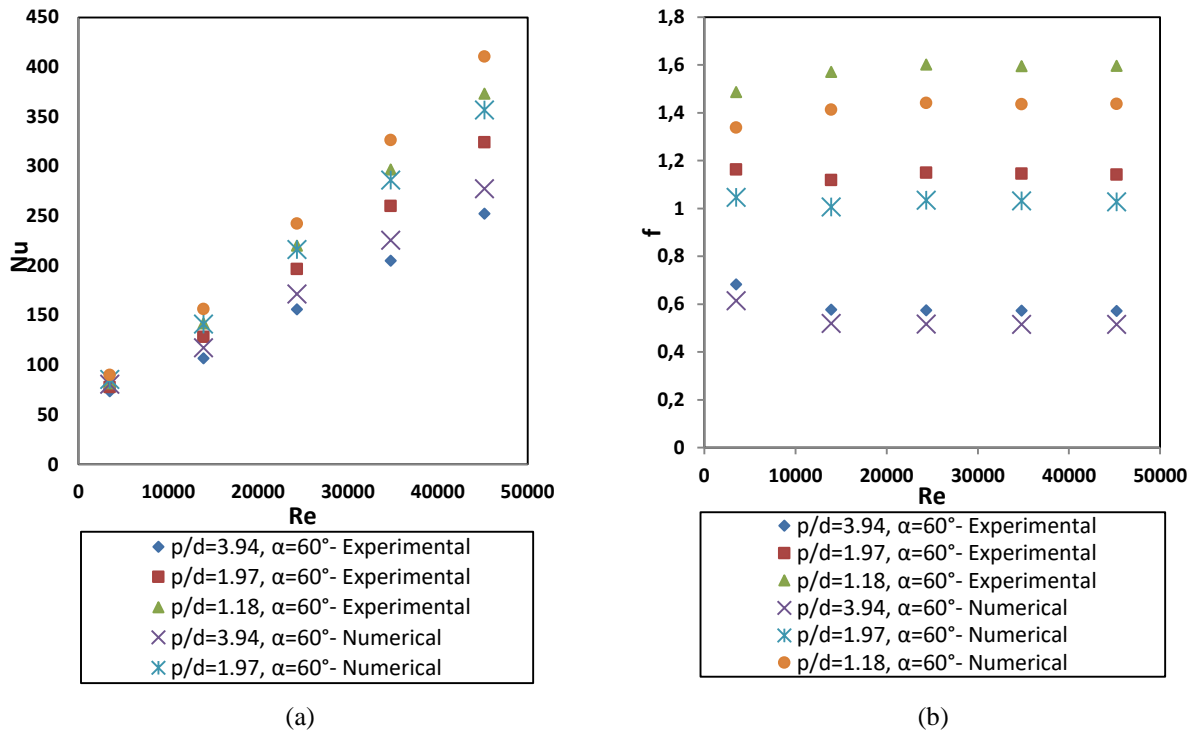 450
400
350
300
250
200
150
100
50
0
Nu
0 10000 20000 30000 40000 50000
Re
p/d=3.94, α=60°- Experimental
p/d=1.97, α=60°- Experimental
p/d=1.18, α=60°- Experimental
p/d=3.94, α=60°- Numerical
p/d=1.97, α=60°- Numerical
(a)
1,8
1,6
1,4
1,2
1
0,8
0,6
0,4
0,2
0
f
0 10000 20000 30000 40000 50000
Re
p/d=3.94, α=60°- Experimental
p/d=1.97, α=60°- Experimental
p/d=1.18, α=60°- Experimental
p/d=3.94, α=60°- Numerical
p/d=1.97, α=60°- Numerical
p/d=1.18, α=60°- Numerical
(b)